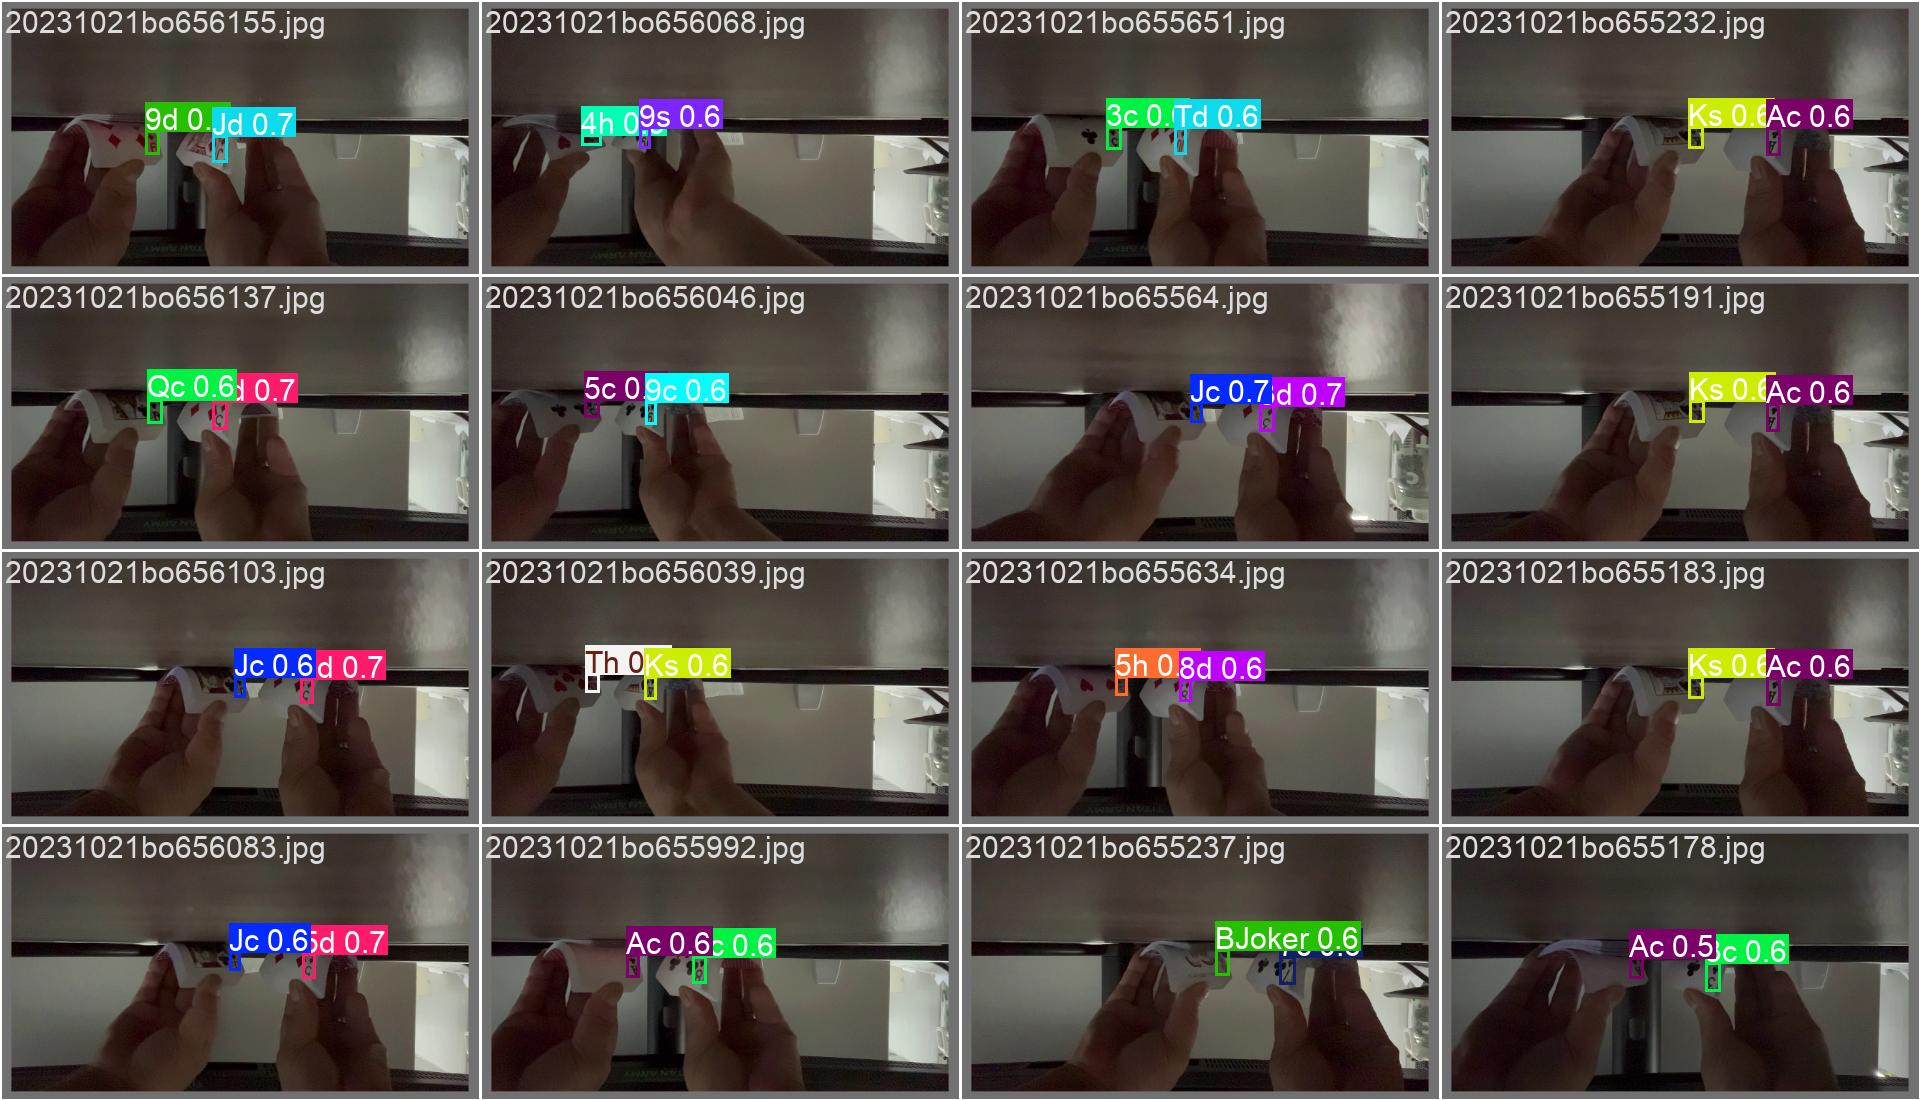 20231021bo656155.jpg
9d 0.
Jd 0.7
20231021bo656068.jpg
4h 0.
9s 0.6
20231021bo655651.jpg
3c 0.
Td 0.6
20231021bo655232.jpg
Ks 0.6
Ac 0.6
20231021bo656137.jpg
Qc 0.6
d 0.7
20231021bo656046.jpg
5c 0.
9c 0.6
20231021bo65564.jpg
Jc 0.7
d 0.7
20231021bo655191.jpg
Ks 0.6
Ac 0.6
20231021bo656103.jpg
Jc 0.6
d 0.7
20231021bo656039.jpg
Th 0
Ks 0.6
20231021bo655634.jpg
5h 0.
8d 0.6
20231021bo655183.jpg
Ks 0.6
Ac 0.6
20231021bo656083.jpg
Jc 0.6
d 0.7
20231021bo655992.jpg
Ac 0.6
c 0.6
20231021bo655237.jpg
BJoker 0.6
0.6
20231021bo655178.jpg
Ac 0.5
c 0.6